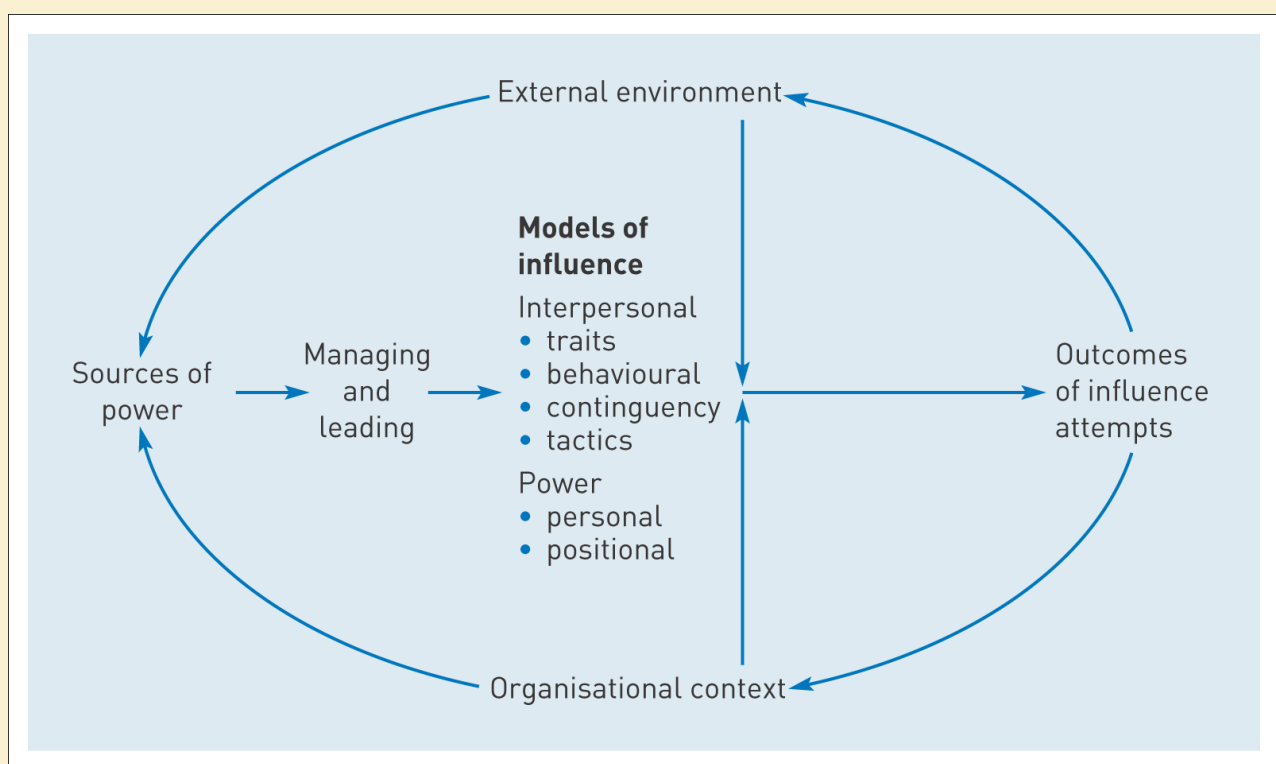 External environment
Models of
influence
Interpersonal
• traits
• behavioural
• continguency
• tactics
Power
• personal
• positional
Sources of
power
Managing
and
leading
Outcomes
of influence
attempts
Organisational context